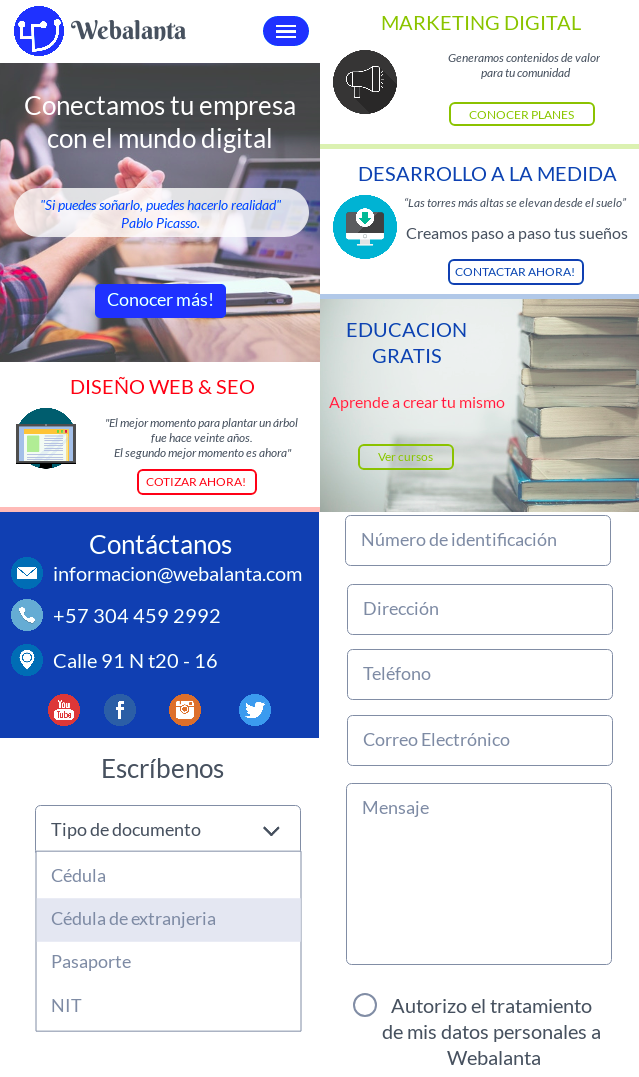 Webalanta
Conectamos tu empresa
con el mundo digital
"Si puedes soñarlo, puedes hacerlo realidad"
Pablo Picasso.
Conocer más!
DISEÑO WEB & SEO
"El mejor momento para plantar un árbol
fue hace veinte años.
El segundo mejor momento es ahora"
COTIZAR AHORA!
MARKETING DIGITAL
Generamos contenidos de valor
para tu comunidad
CONOCER PLANES
DESARROLLO A LA MEDIDA
"Las torres más altas se elevan desde el suelo"
Creamos paso a paso tus sueños
CONTACTAR AHORA!
EDUCACION
GRATIS
Aprende a crear tu mismo
Ver cursos
Contáctanos
informacion@webalanta.com
+57 304 459 2992
Calle 91 N t20 - 16
You
Tube
Escríbenos
Tipo de documento
Cédula
Cédula de extranjeria
Pasaporte
NIT
Número de identificación
Dirección
Teléfono
Correo Electrónico
Mensaje
Autorizo el tratamiento
de mis datos personales a
Webalanta